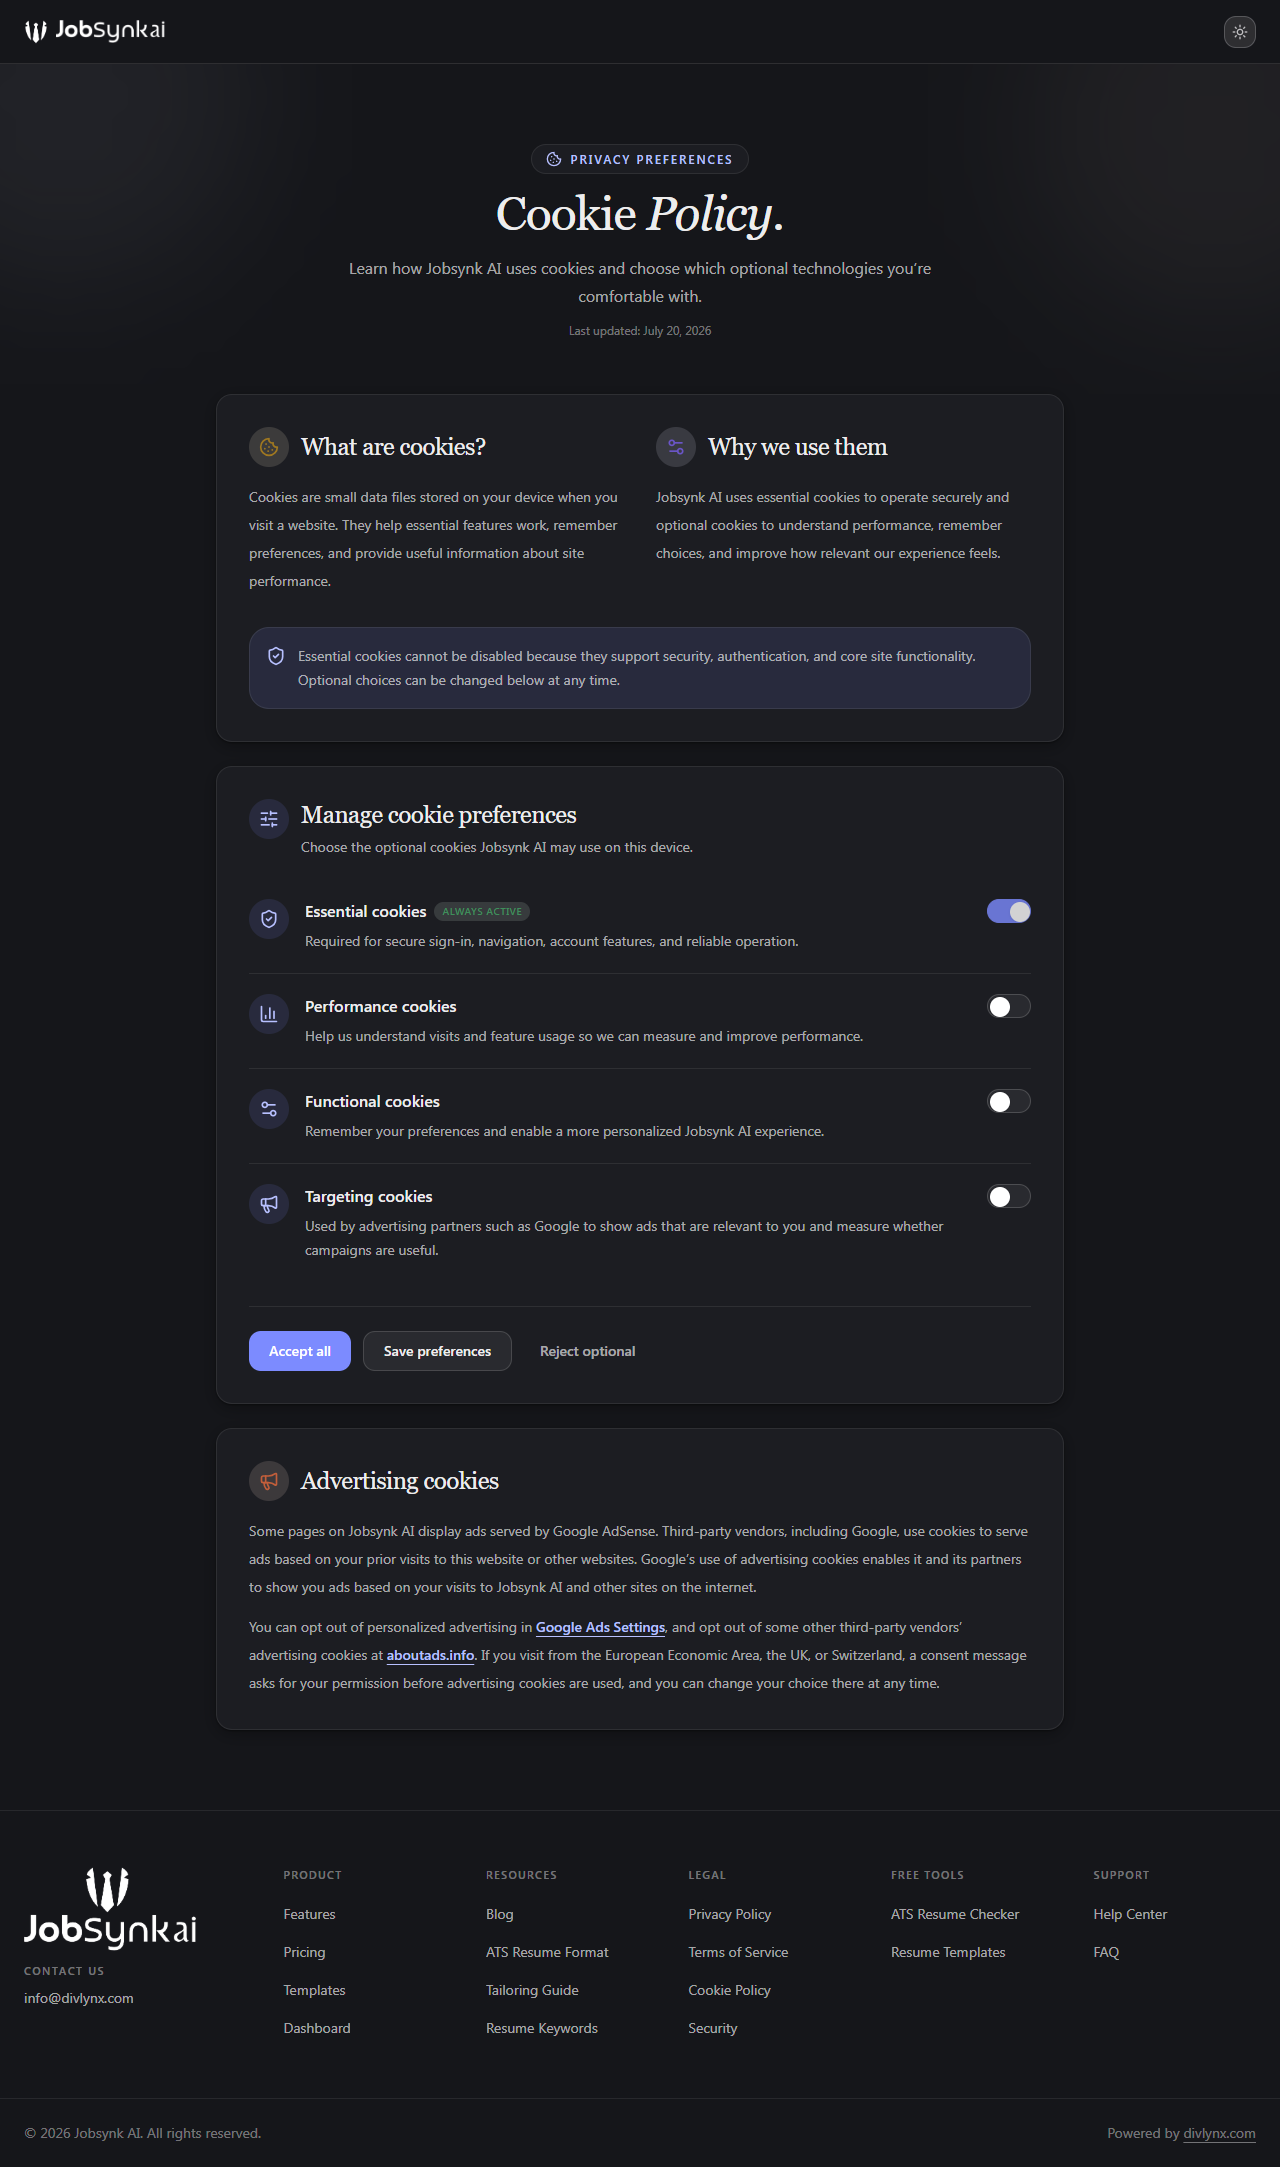 JobSynkai
PRIVACY PREFERENCES
Cookie Policy.
Learn how Jobsynk AI uses cookies and choose which optional technologies you’re
comfortable with.
Last updated: July 20, 2026
What are cookies?
Cookies are small data files stored on your device when you
visit a website. They help essential features work, remember
preferences, and provide useful information about site
performance.
Why we use them
Jobsynk AI uses essential cookies to operate securely and
optional cookies to understand performance, remember
choices, and improve how relevant our experience feels.
Essential cookies cannot be disabled because they support security, authentication, and core site functionality.
Optional choices can be changed below at any time.
Manage cookie preferences
Choose the optional cookies Jobsynk AI may use on this device.
Essential cookies ALWAYS ACTIVE
Required for secure sign-in, navigation, account features, and reliable operation.
Performance cookies
Help us understand visits and feature usage so we can measure and improve performance.
Functional cookies
Remember your preferences and enable a more personalized Jobsynk AI experience.
Targeting cookies
Used by advertising partners such as Google to show ads that are relevant to you and measure whether
campaigns are useful.
Accept all Save preferences Reject optional
Advertising cookies
Some pages on Jobsynk AI display ads served by Google AdSense. Third-party vendors, including Google, use cookies to serve
ads based on your prior visits to this website or other websites. Google’s use of advertising cookies enables it and its partners
to show you ads based on your visits to Jobsynk AI and other sites on the internet.
You can opt out of personalized advertising in Google Ads Settings, and opt out of some other third-party vendors’
advertising cookies at aboutads.info. If you visit from the European Economic Area, the UK, or Switzerland, a consent message
asks for your permission before advertising cookies are used, and you can change your choice there at any time.
JobSynkai
CONTACT US
info@divlynx.com
PRODUCT
Features
Pricing
Templates
Dashboard
RESOURCES
Blog
ATS Resume Format
Tailoring Guide
Resume Keywords
LEGAL
Privacy Policy
Terms of Service
Cookie Policy
Security
FREE TOOLS
ATS Resume Checker
Resume Templates
SUPPORT
Help Center
FAQ
© 2026 Jobsynk AI. All rights reserved.
Powered by divlynx.com